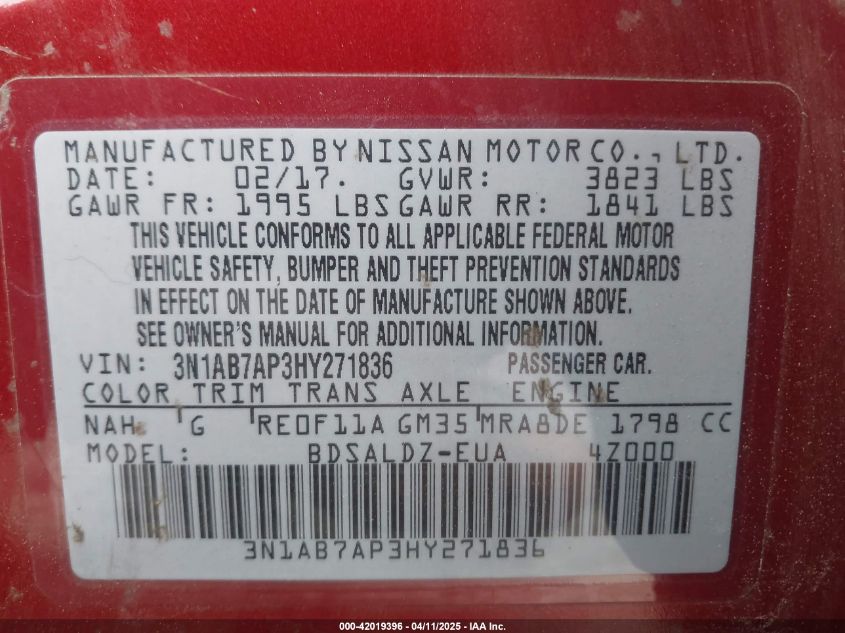 MANUFACTURED BY NISSAN MOTOR CO., LTD.
DATE: 02/17. GVWR: 3823 LBS
GAWR FR: 1995 LBS GAWR RR: 1841 LBS
THIS VEHICLE CONFORMS TO ALL APPLICABLE FEDERAL MOTOR
VEHICLE SAFETY, BUMPER AND THEFT PREVENTION STANDARDS
IN EFFECT ON THE DATE OF MANUFACTURE SHOWN ABOVE.
SEE OWNER'S MANUAL FOR ADDITIONAL INFORMATION.
VIN: 3N1AB7AP3HY271836 PASSENGER CAR.
COLOR TRIM TRANS AXLE ENGINE
NAH G RE0F11A GM35 MRA8DE 1798 CC
MODEL: BDSALDZ-EUA 4Z000
3N1AB7AP3HY271836
000-42019396 - 04/11/2025 - IAA Inc.